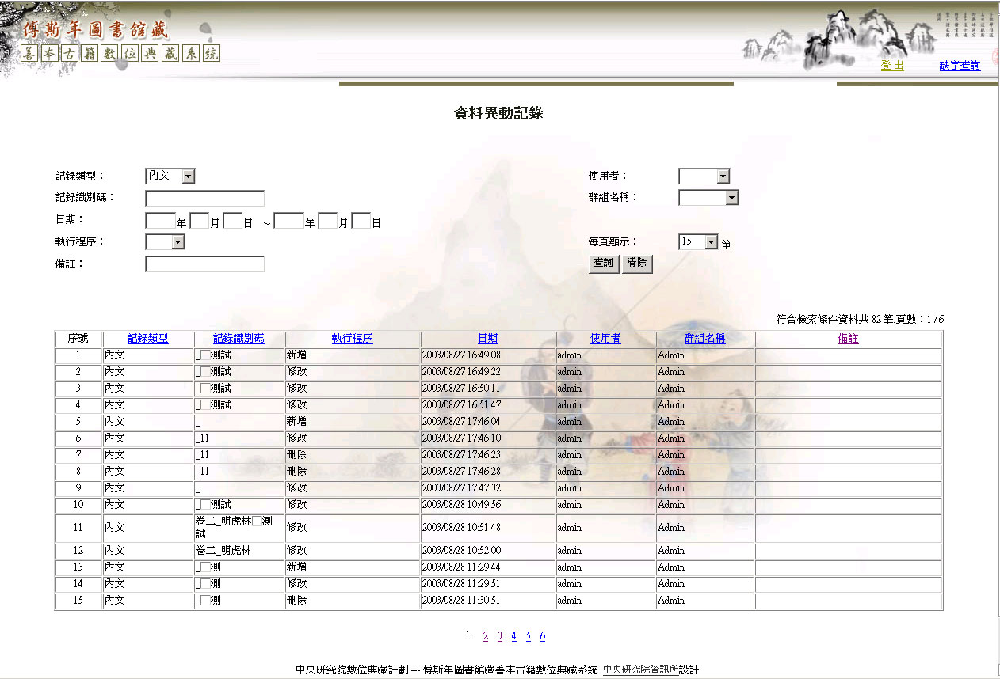 傅斯年圖書館藏
善本古籍數位典藏系統
登出 缺字查詢
資料異動記錄
記錄類型： 內文 使用者：
記錄識別碼： 群組名稱：
日期： 年 月 日 ～ 年 月 日
執行程序： 每頁顯示： 15 筆
備註： 查詢 清除
符合檢索條件資料共 82 筆,頁數：1 / 6
序號 記錄類型 記錄識別碼 執行程序 日期 使用者 群組名稱 備註
1 內文 _□測試 新增 2003/08/27 16:49:08 admin Admin
2 內文 _□測試 修改 2003/08/27 16:49:22 admin Admin
3 內文 _□測試 修改 2003/08/27 16:50:11 admin Admin
4 內文 _□測試 修改 2003/08/27 16:51:47 admin Admin
5 內文 _ 新增 2003/08/27 17:46:04 admin Admin
6 內文 _11 修改 2003/08/27 17:46:10 admin Admin
7 內文 _11 刪除 2003/08/27 17:46:23 admin Admin
8 內文 _11 刪除 2003/08/27 17:46:28 admin Admin
9 內文 _ 修改 2003/08/27 17:47:32 admin Admin
10 內文 _□測試 修改 2003/08/28 10:49:56 admin Admin
11 內文 卷二_明虎林□測試 修改 2003/08/28 10:51:48 admin Admin
12 內文 卷二_明虎林 修改 2003/08/28 10:52:00 admin Admin
13 內文 _□測 新增 2003/08/28 11:29:44 admin Admin
14 內文 _□測 修改 2003/08/28 11:29:51 admin Admin
15 內文 _□測 刪除 2003/08/28 11:30:51 admin Admin
1 2 3 4 5 6
中央研究院數位典藏計劃 --- 傅斯年圖書館藏善本古籍數位典藏系統 中央研究院資訊所設計